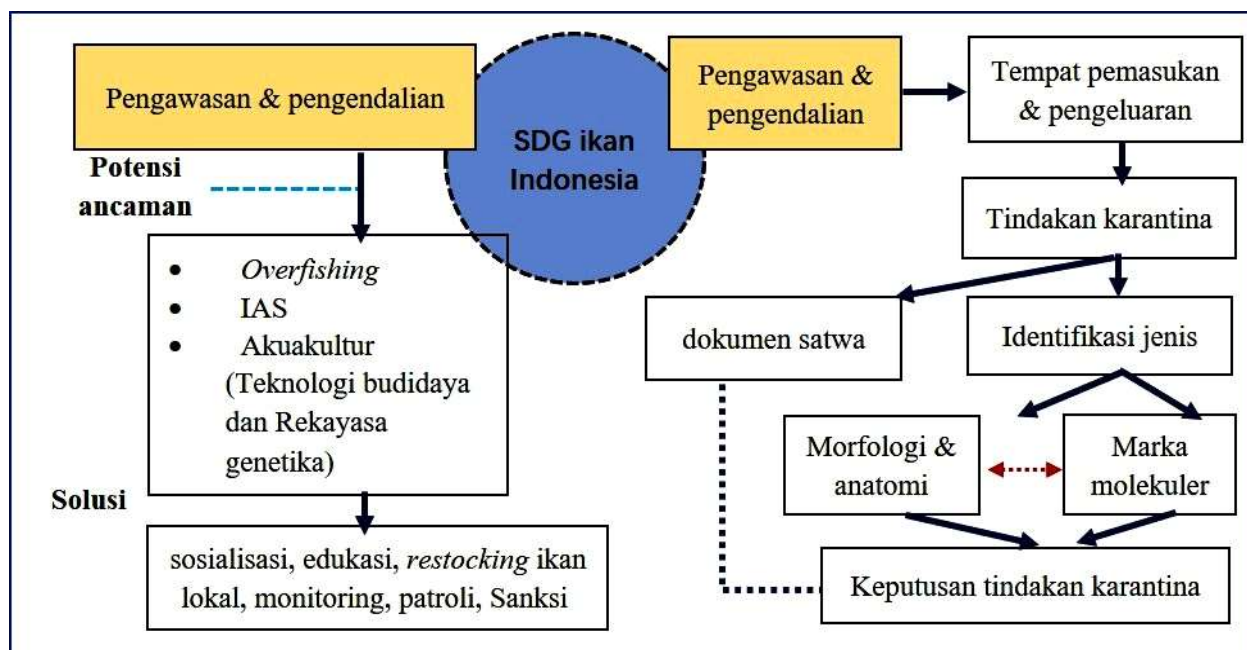 Pengawasan & pengendalian
Potensi
ancaman
• Overfishing
• IAS
• Akuakultur
(Teknologi budidaya
dan Rekayasa
genetika)
Solusi
sosialisasi, edukasi, restocking ikan
lokal, monitoring, patroli, Sanksi
SDG ikan
Indonesia
Pengawasan &
pengendalian
Tempat pemasukan
& pengeluaran
Tindakan karantina
dokumen satwa
Identifikasi jenis
Morfologi &
anatomi
Marka
molekuler
Keputusan tindakan karantina